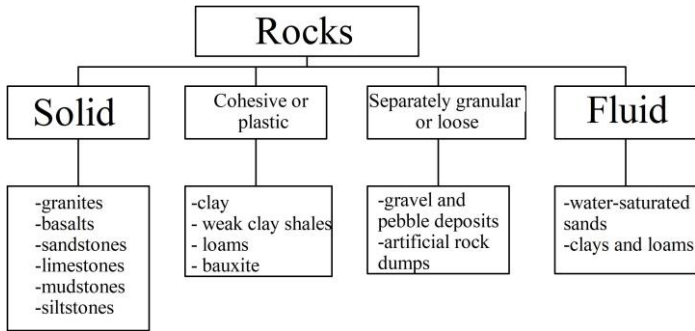 Rocks
Solid
Cohesive or
plastic
Separately granular
or loose
Fluid
-granites
-basalts
-sandstones
-limestones
-mudstones
-siltstones
-clay
- weak clay shales
- loams
- bauxite
-gravel and
pebble deposits
-artificial rock
dumps
-water-saturated
sands
-clays and loams